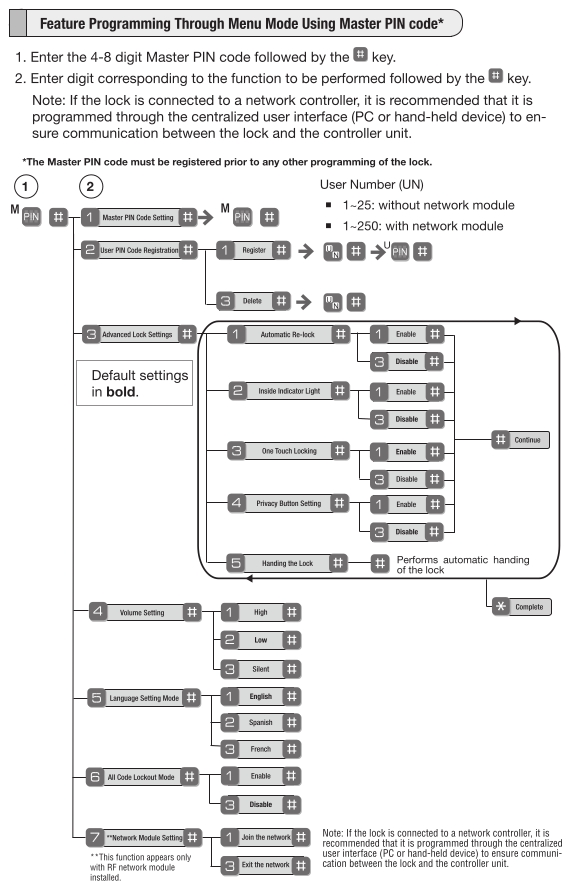 Feature Programming Through Menu Mode Using Master PIN code*
1. Enter the 4-8 digit Master PIN code followed by the # key.
2. Enter digit corresponding to the function to be performed followed by the # key.
Note: If the lock is connected to a network controller, it is recommended that it is
programmed through the centralized user interface (PC or hand-held device) to en-
sure communication between the lock and the controller unit.
*The Master PIN code must be registered prior to any other programming of the lock.
1 2
User Number (UN)
■ 1~25: without network module
■ 1~250: with network module
M PIN # 1 Master PIN Code Setting # M PIN #
2 User PIN Code Registration # 1 Register # UN # U PIN #
3 Delete # UN #
3 Advanced Lock Settings # 1 Automatic Re-lock # 1 Enable #
3 Disable #
Default settings
in bold.
2 Inside Indicator Light # 1 Enable #
3 Disable #
# Continue
3 One Touch Locking # 1 Enable #
3 Disable #
4 Privacy Button Setting # 1 Enable #
3 Disable #
5 Handing the Lock # # Performs automatic handing
of the lock
* Complete
4 Volume Setting # 1 High #
2 Low #
3 Silent #
5 Language Setting Mode # 1 English #
2 Spanish #
3 French #
6 All Code Lockout Mode # 1 Enable #
3 Disable #
7 **Network Module Setting # 1 Join the network #
3 Exit the network #
**This function appears only
with RF network module
installed.
Note: If the lock is connected to a network controller, it is
recommended that it is programmed through the centralized
user interface (PC or hand-held device) to ensure communi-
cation between the lock and the controller unit.